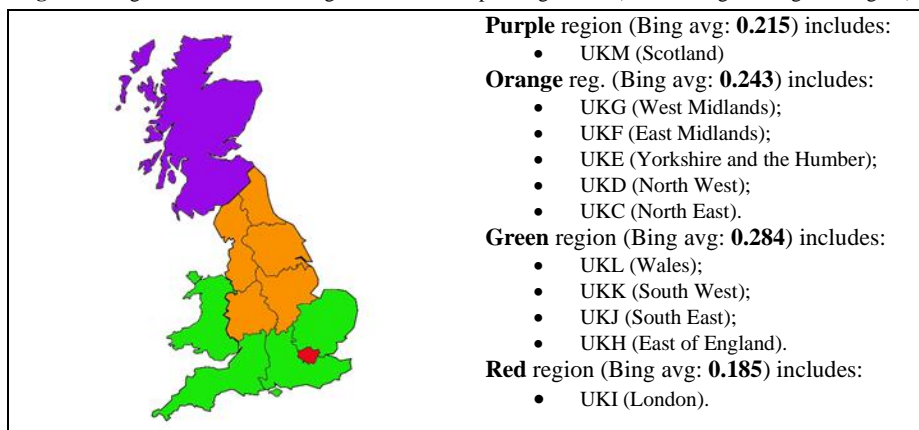 Purple region (Bing avg: 0.215) includes:
• UKM (Scotland)
Orange reg. (Bing avg: 0.243) includes:
• UKG (West Midlands);
• UKF (East Midlands);
• UKE (Yorkshire and the Humber);
• UKD (North West);
• UKC (North East).
Green region (Bing avg: 0.284) includes:
• UKL (Wales);
• UKK (South West);
• UKJ (South East);
• UKH (East of England).
Red region (Bing avg: 0.185) includes:
• UKI (London).